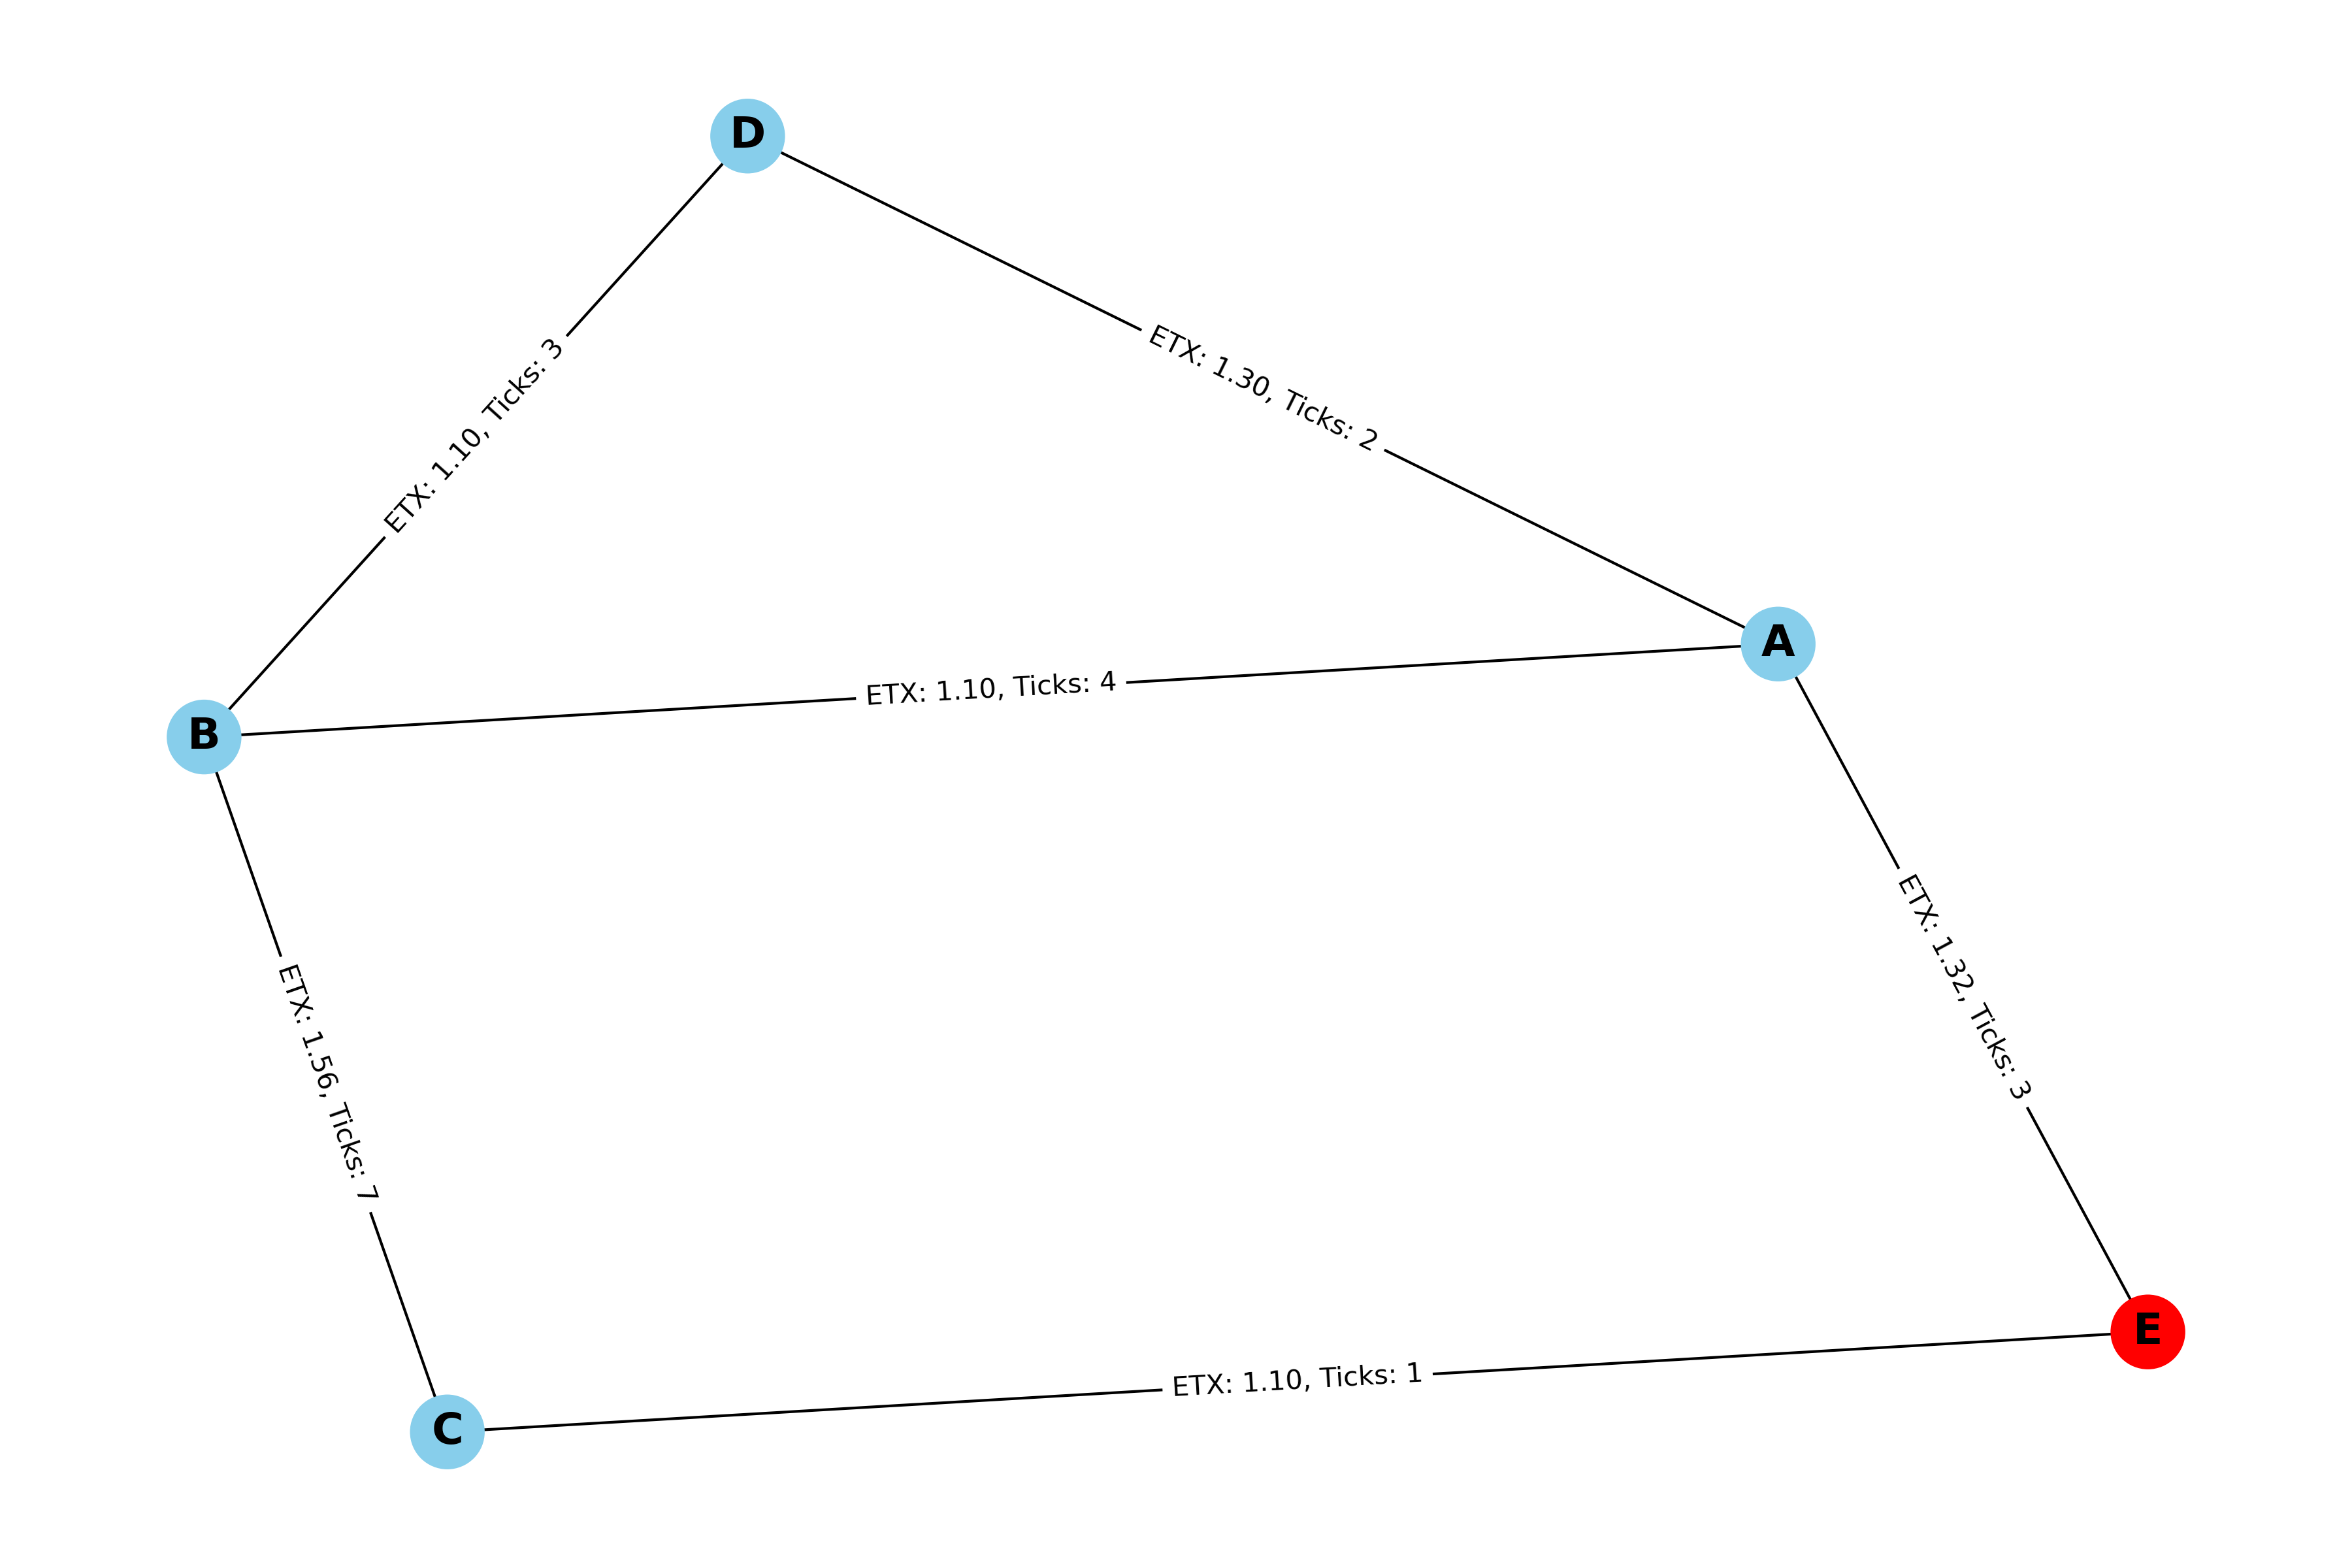 D
ETX: 1.30, Ticks: 2
ETX: 1.10, Ticks: 3
A
ETX: 1.10, Ticks: 4
B
ETX: 1.32, Ticks: 3
ETX: 1.56, Ticks: 7
E
ETX: 1.10, Ticks: 1
C